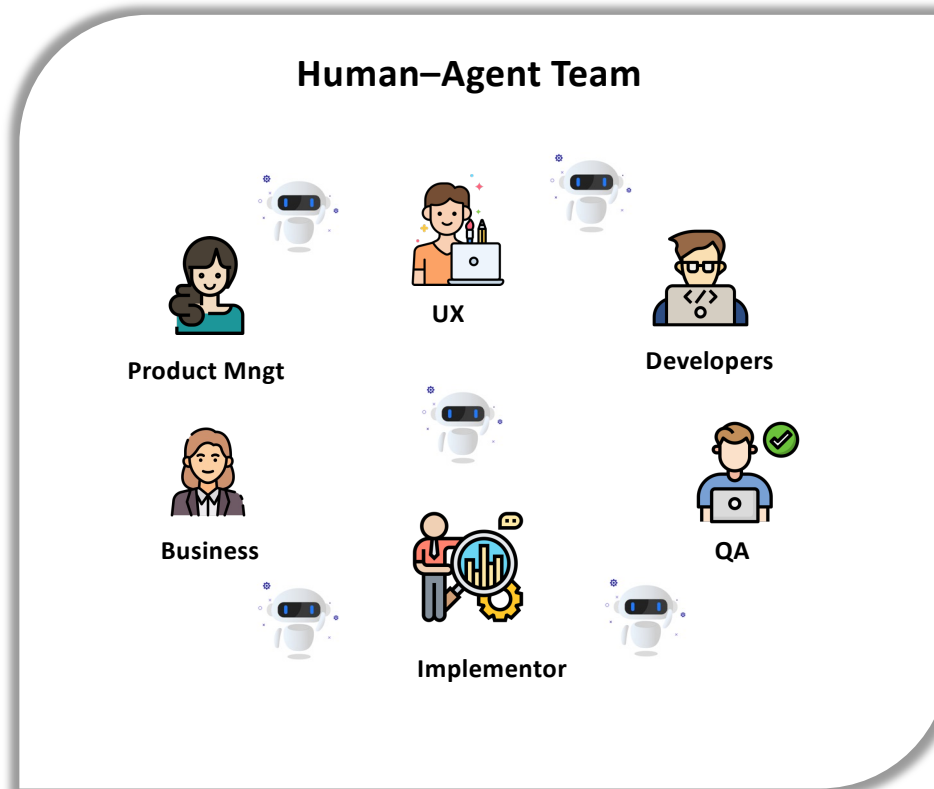 Human–Agent Team
UX
Developers
Product Mngt
</>
Business
QA
Implementor